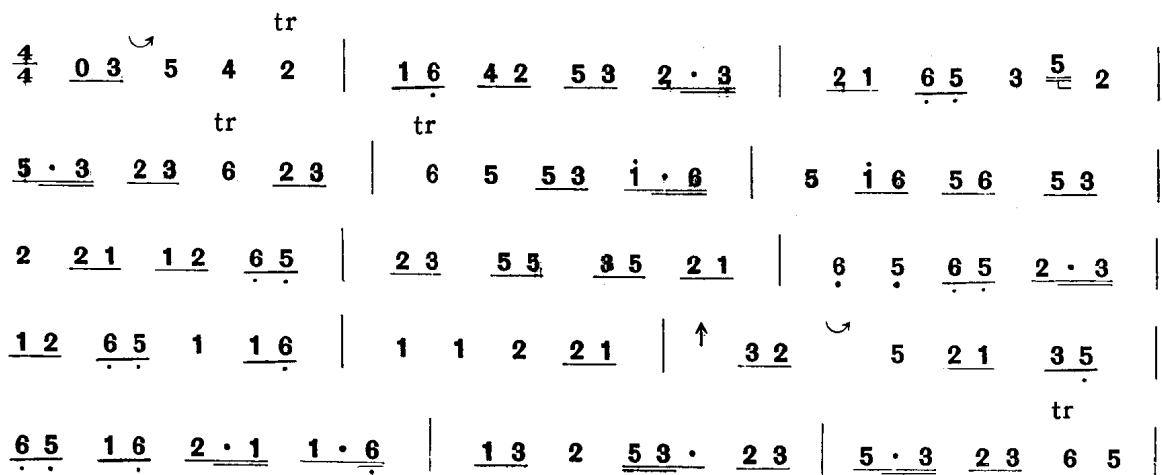 tr
4/4 0 3 5 4 2 | 1 6̣ 4 2 5 3 2 · 3 | 2 1 6̣ 5̣ 3 5 2 |
tr tr
5 · 3 2 3 6 2 3 | 6 5 5 3 1̇ · 6 | 5 1̇ 6 5 6 5 3 |
2 2 1 1 2 6̣ 5̣ | 2 3 5 5 3 5 2 1 | 6̣ 5̣ 6̣ 5̣ 2 · 3 |
1 2 6̣ 5̣ 1 1 6̣ | 1 1 2 2 1 | ↑ 3 2 5 2 1 3 5̣ |
tr
6̣ 5̣ 1 6̣ 2 · 1 1 · 6̣ | 1 3 2 5 3 · 2 3 | 5 · 3 2 3 6 5 |